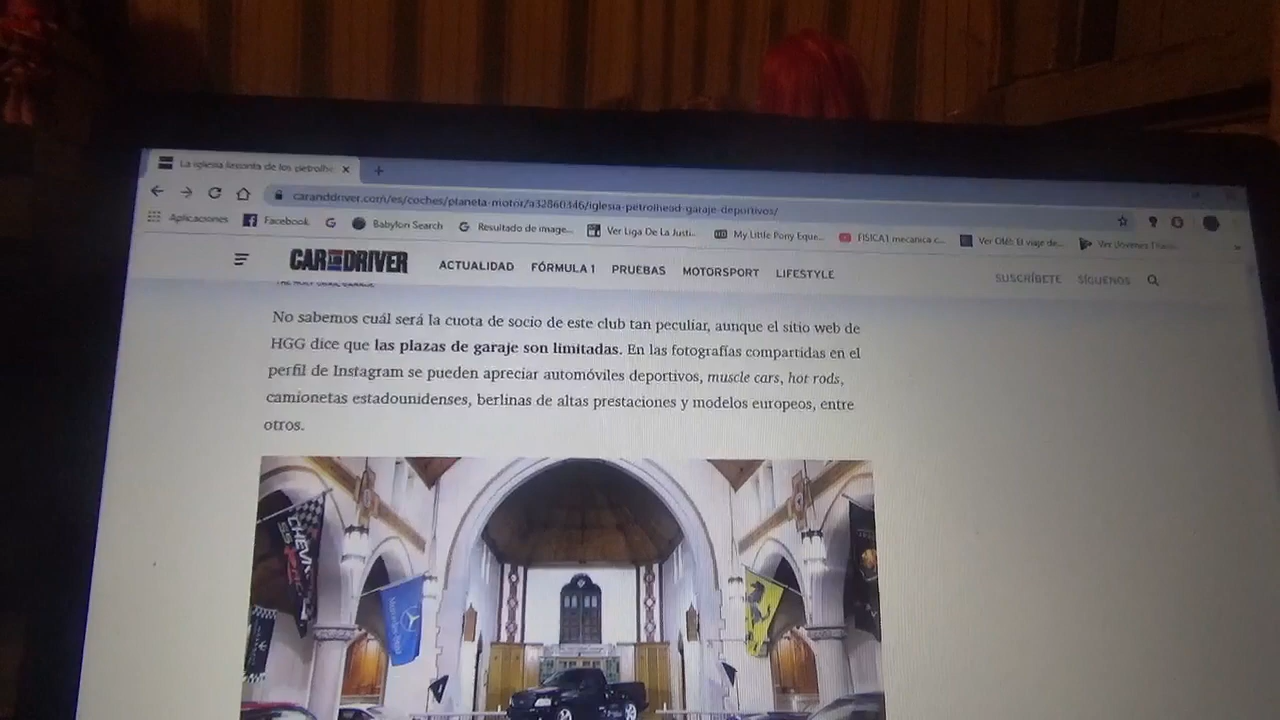 La iglesia
caranddriver.com/es/coches/planeta-motor/a32860346/iglesia-petrolhead-garaje-deportivos/
Aplicaciones Facebook Babylon Search Resultado de image... Ver Liga De La Justi... My Little Pony Eque... FISICA1 mecanica c... Ver
CAR AND DRIVER ACTUALIDAD FÓRMULA 1 PRUEBAS MOTORSPORT LIFESTYLE SUSCRÍBETE SÍGUENOS
No sabemos cuál será la cuota de socio de este club tan peculiar, aunque el sitio web de
HGG dice que las plazas de garaje son limitadas. En las fotografías compartidas en el
perfil de Instagram se pueden apreciar automóviles deportivos, muscle cars, hot rods,
camionetas estadounidenses, berlinas de altas prestaciones y modelos europeos, entre
otros.